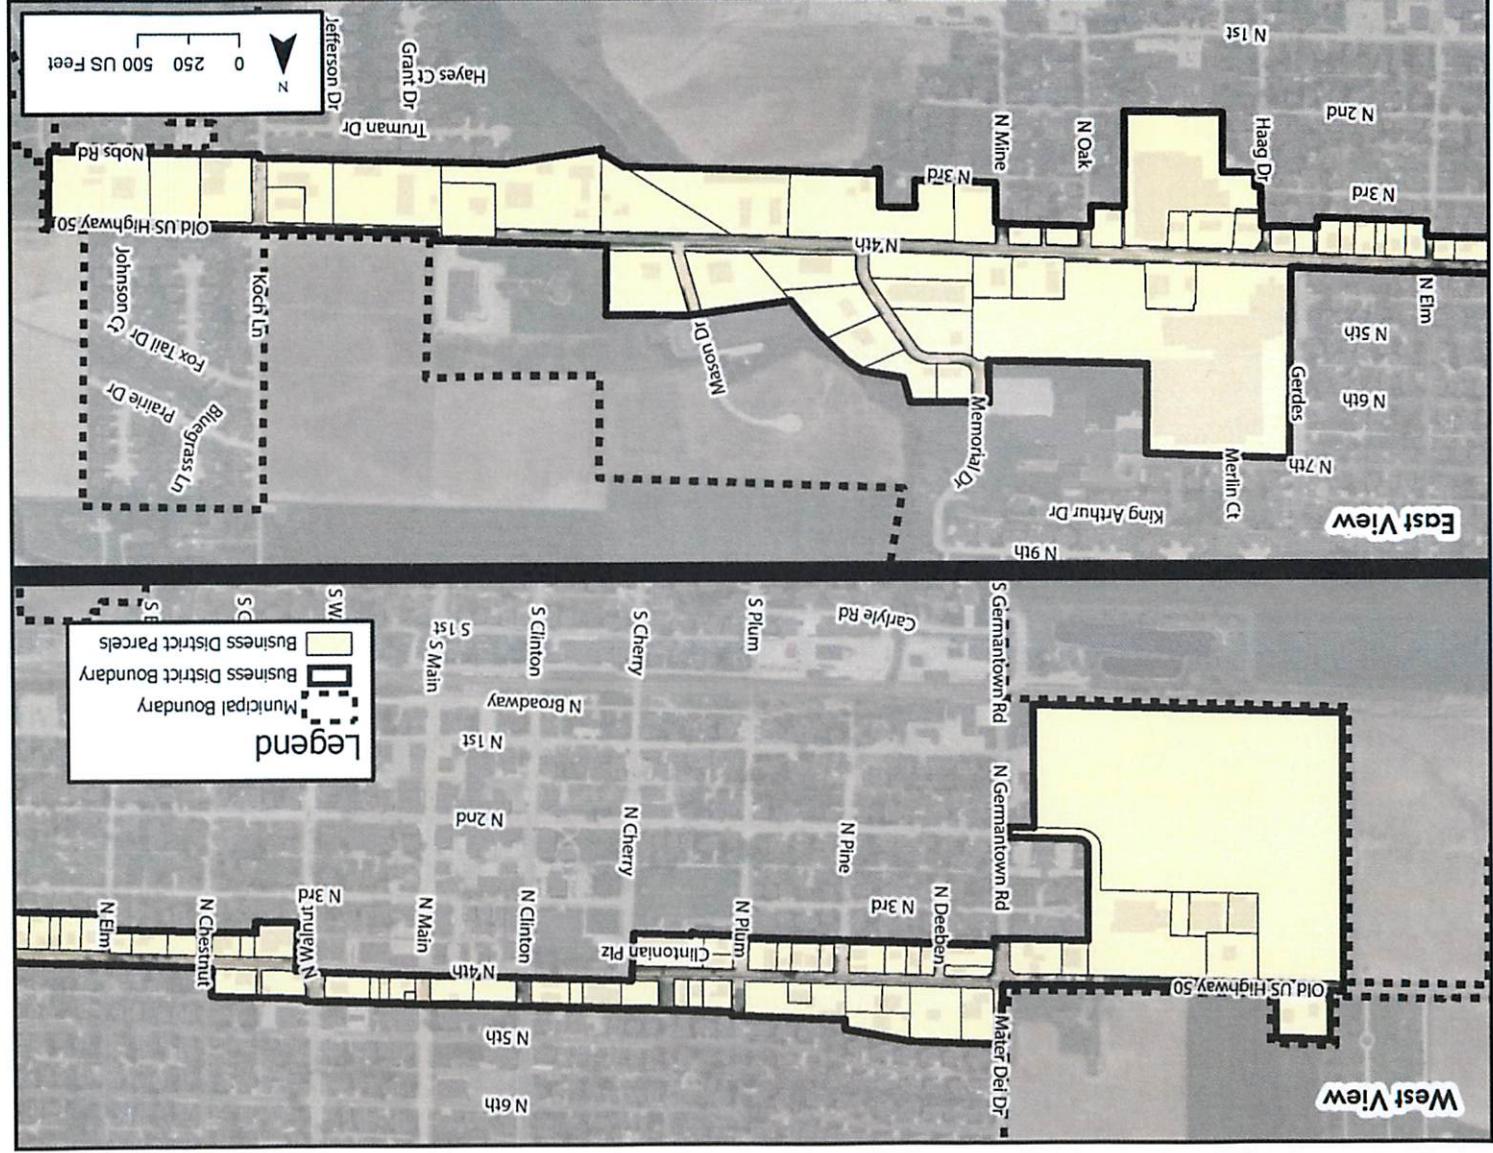 West View
N 6th
N 5th
Mater Dei Dr
Old US Highway 50
N 4th
Clintonian Plz
N Germantown Rd
N Deeben
N 3rd
N Pine
N Plum
N Cherry
N Clinton
N Main
N Walnut
N 3rd
N Chestnut
N Elm
N 2nd
N 1st
N Broadway
S Germantown Rd
Carlyle Rd
S Plum
S Cherry
S Clinton
S 1st
S Main
S W
S C
Legend
Municipal Boundary
Business District Boundary
Business District Parcels
East View
N 9th
King Arthur Dr
N 7th
Merlin Ct
Memorial Dr
N 6th
Gerdes
N 5th
N Elm
Mason Dr
Bluegrass Ln
Prairie Dr
Fox Tail Dr
Koch Ln
Johnson Ct
N 4th
Old US Highway 50
N 3rd
Haag Dr
N 2nd
N Oak
N Mine
N 3rd
Nobs Rd
Truman Dr
Hayes Ct
Grant Dr
Jefferson Dr
N 1st
N
0 250 500 US Feet